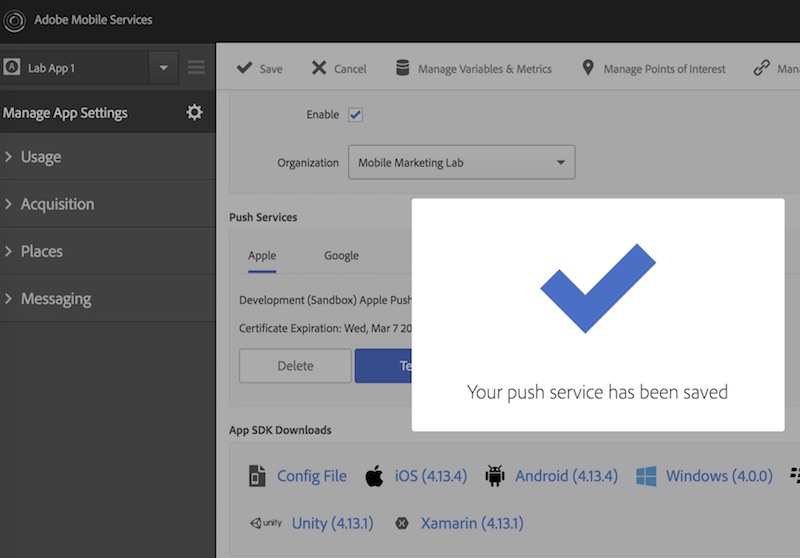 Adobe Mobile Services
Lab App 1
Save
Cancel
Manage Variables & Metrics
Manage Points of Interest
Manage App Settings
Usage
Acquisition
Places
Messaging
Enable
Organization
Mobile Marketing Lab
Push Services
Apple
Google
Development (Sandbox) Apple Push
Certificate Expiration: Wed, Mar 7 20
Delete
Your push service has been saved
App SDK Downloads
Config File
iOS (4.13.4)
Android (4.13.4)
Windows (4.0.0)
unity
Unity (4.13.1)
Xamarin (4.13.1)